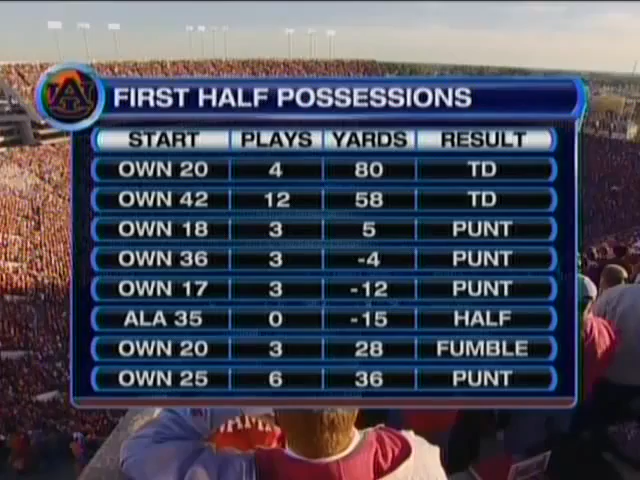 FIRST HALF POSSESSIONS
START PLAYS YARDS RESULT
OWN 20 4 80 TD
OWN 42 12 58 TD
OWN 18 3 5 PUNT
OWN 36 3 -4 PUNT
OWN 17 3 -12 PUNT
ALA 35 0 -15 HALF
OWN 20 3 28 FUMBLE
OWN 25 6 36 PUNT